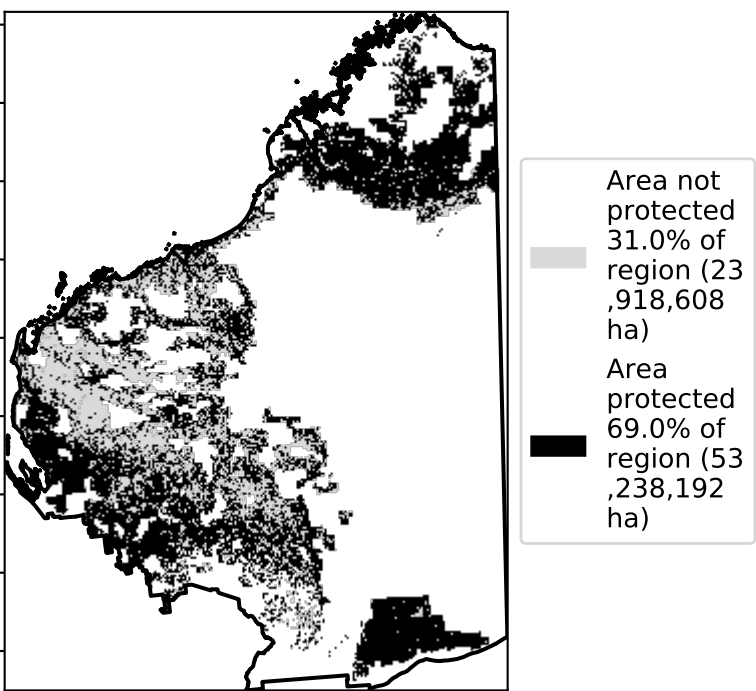 Area not
protected
31.0% of
region (23
,918,608
ha)
Area
protected
69.0% of
region (53
,238,192
ha)